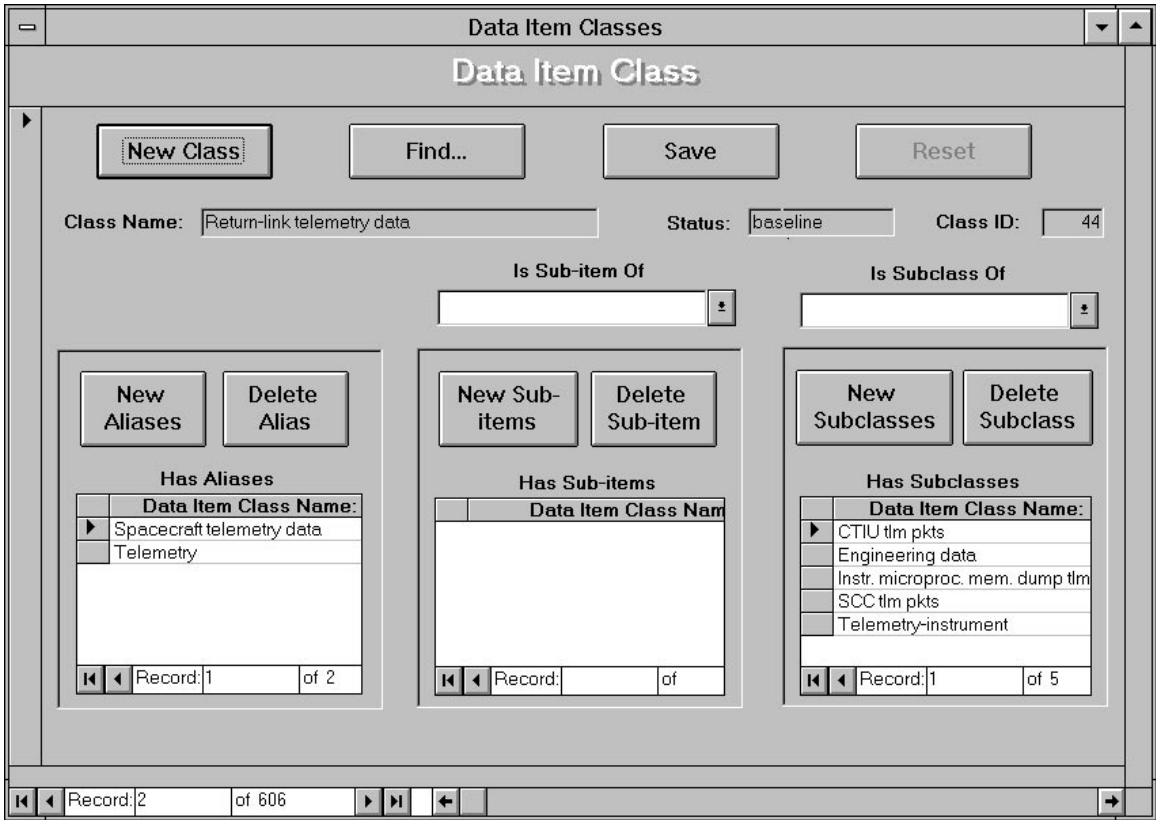 Data Item Classes
Data Item Class
New Class
Find...
Save
Reset
Class Name: Return-link telemetry data
Status: baseline
Class ID: 44
Is Sub-item Of
Is Subclass Of
New Aliases
Delete Alias
Has Aliases
Data Item Class Name:
Spacecraft telemetry data
Telemetry
Record: 1 of 2
New Sub-
items
Delete
Sub-item
Has Sub-items
Data Item Class Nam
Record: of
New
Subclasses
Delete
Subclass
Has Subclasses
Data Item Class Name:
CTIU tlm pkts
Engineering data
Instr. microproc. mem. dump tlm
SCC tlm pkts
Telemetry-instrument
Record: 1 of 5
Record: 2 of 606